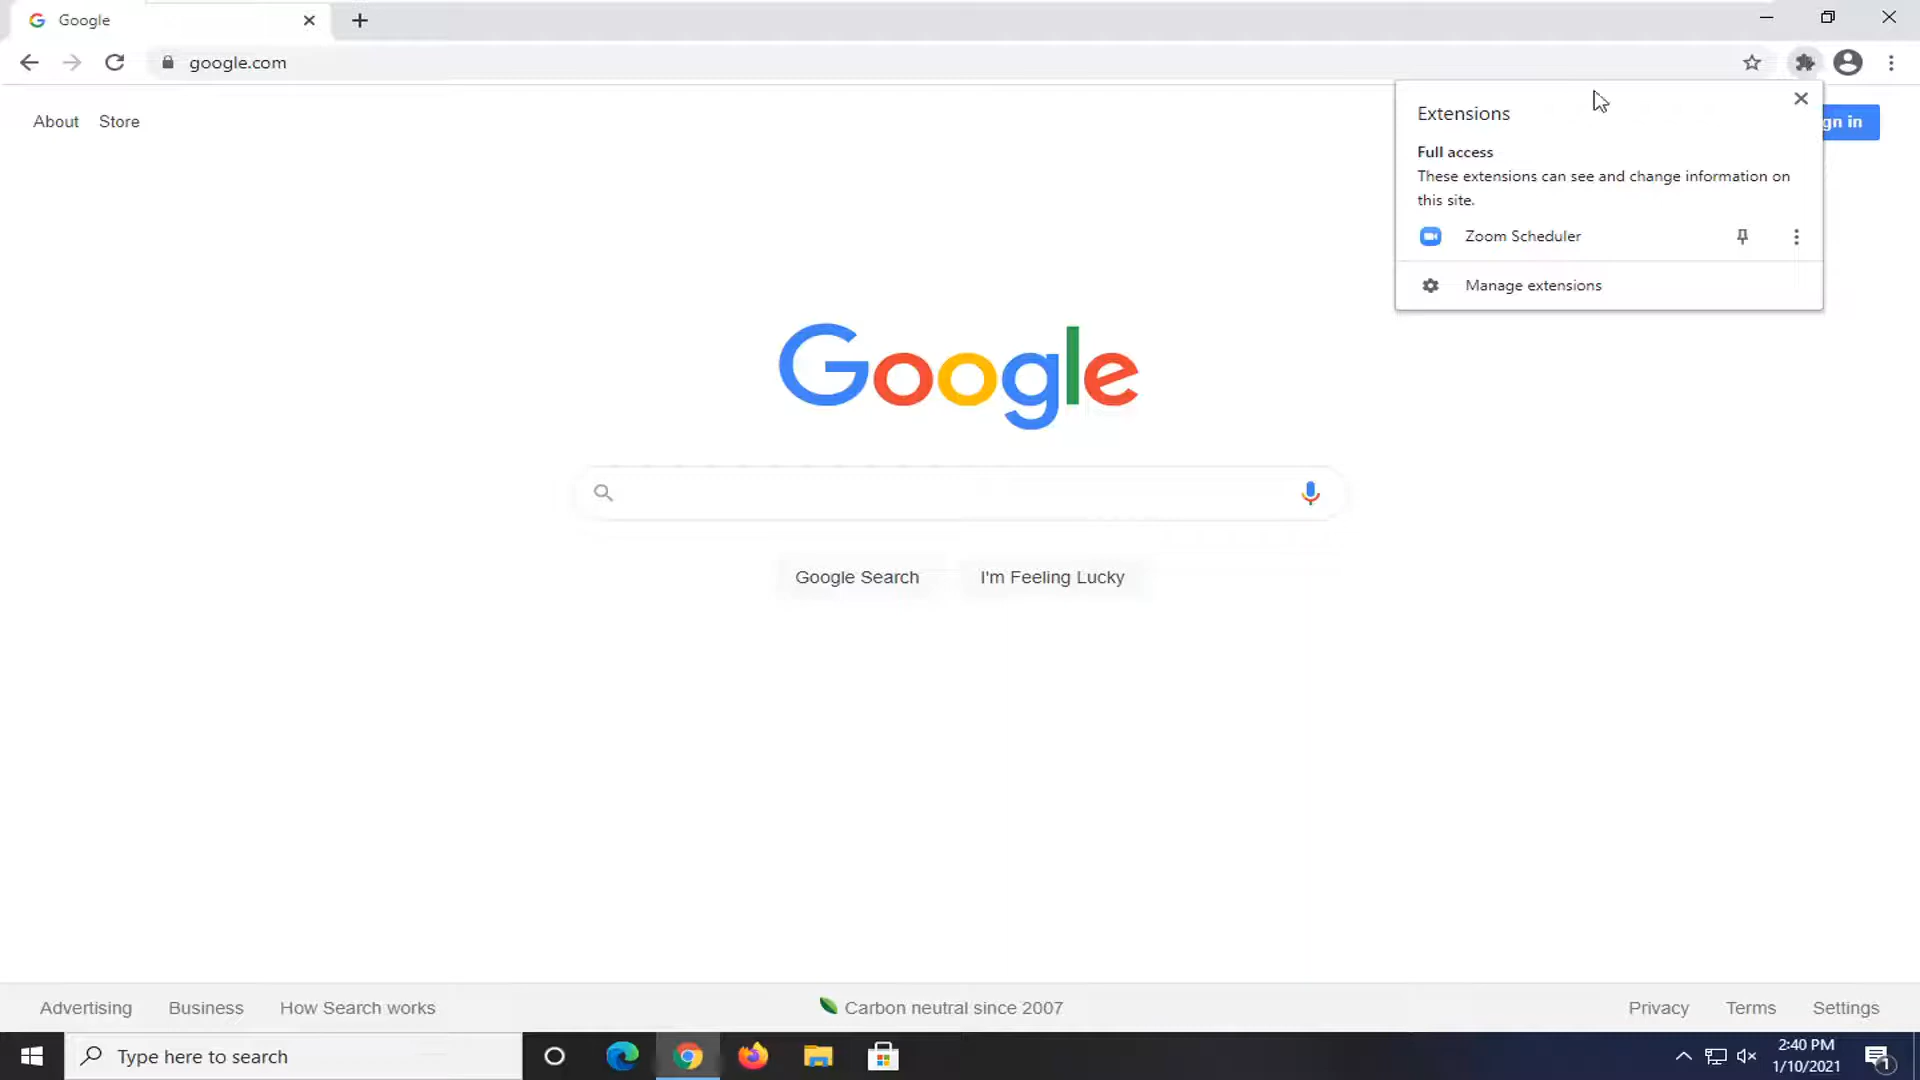 Google
google.com
About
Store
gn in
Extensions
Full access
These extensions can see and change information on
this site.
Zoom Scheduler
Manage extensions
Google
Google Search
I'm Feeling Lucky
Advertising
Business
How Search works
Carbon neutral since 2007
Privacy
Terms
Settings
Type here to search
2:40 PM
1/10/2021
1